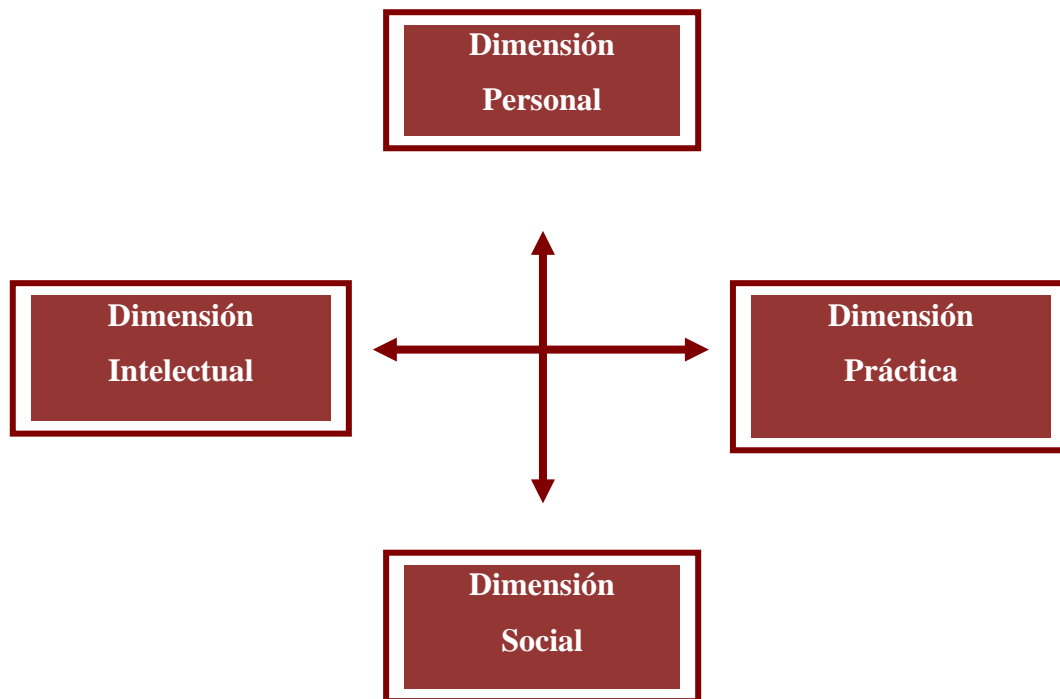 Dimensión
Personal
Dimensión
Intelectual
Dimensión
Práctica
Dimensión
Social